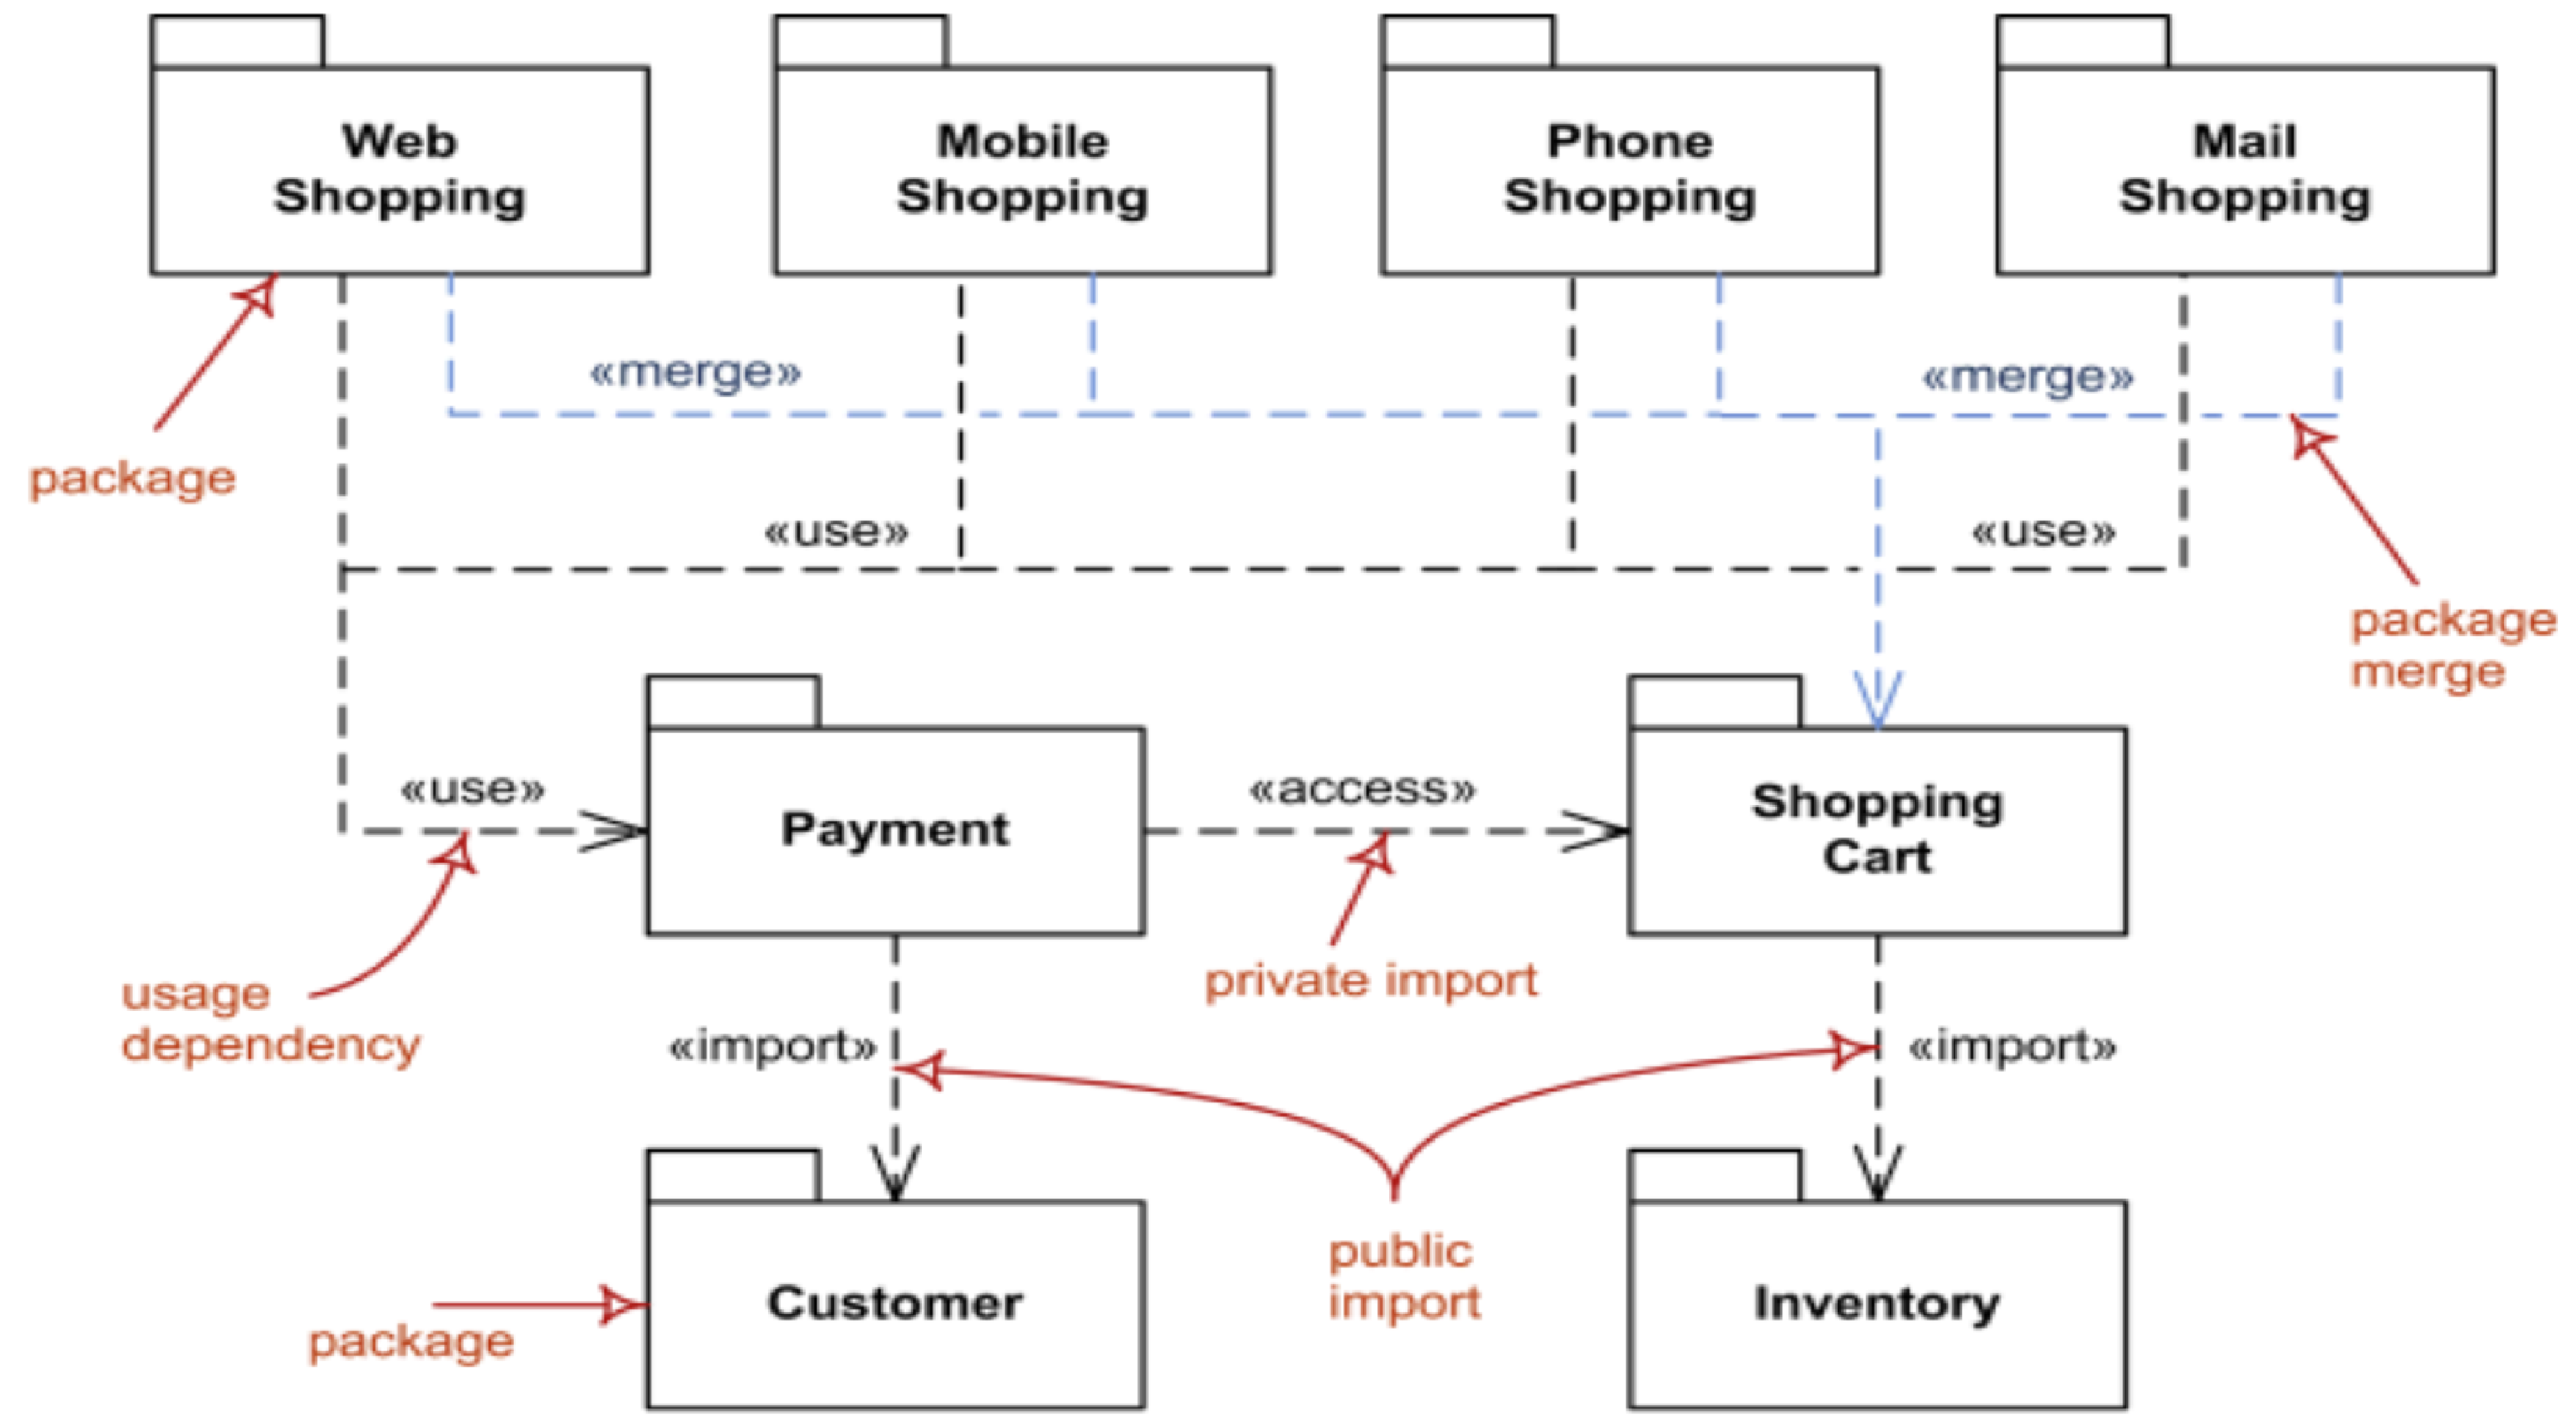 Web
Shopping
Mobile
Shopping
Phone
Shopping
Mail
Shopping
«merge»
«merge»
package
«use»
«use»
package
merge
«use»
Payment
«access»
Shopping
Cart
usage
dependency
private import
«import»
«import»
public
import
Customer
Inventory
package